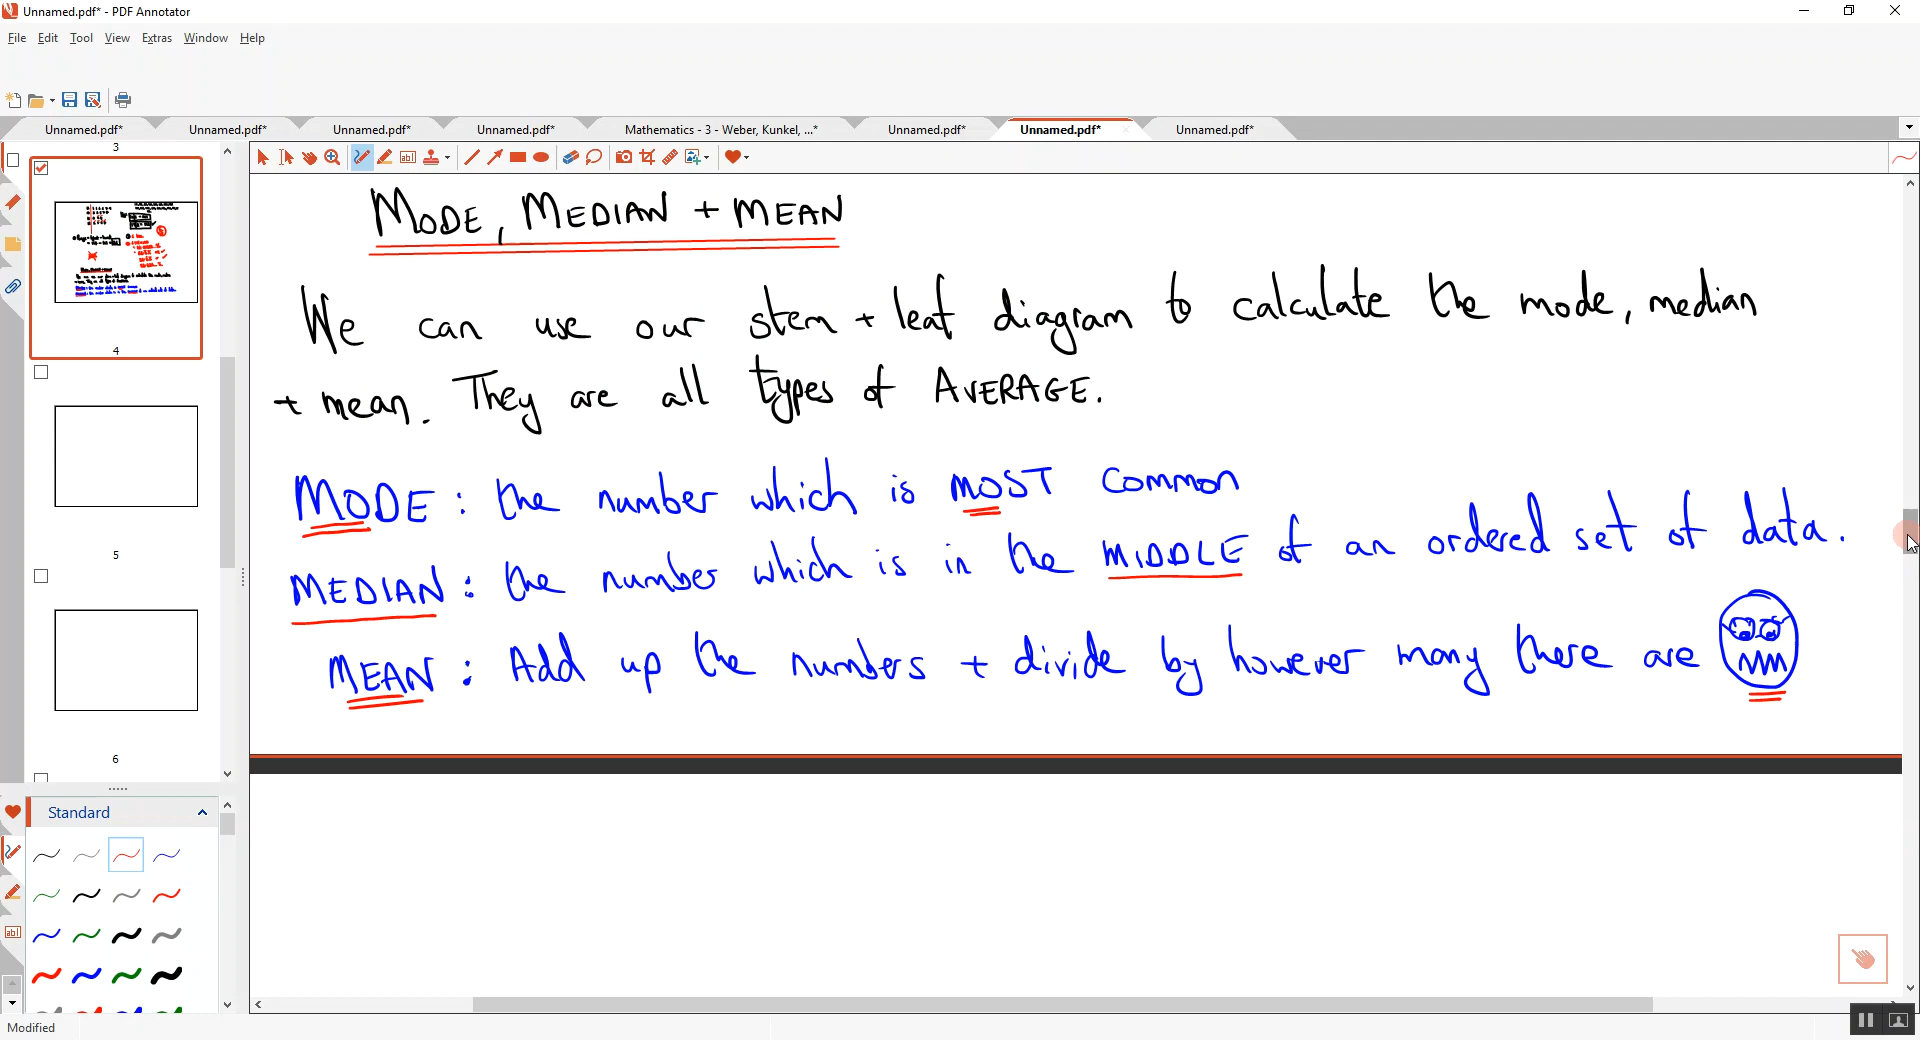 Unnamed.pdf* - PDF Annotator
File Edit Tool View Extras Window Help
Unnamed.pdf* Unnamed.pdf* Unnamed.pdf* Unnamed.pdf* Mathematics - 3 - Weber, Kunkel, ...* Unnamed.pdf* Unnamed.pdf* Unnamed.pdf*
3
4
5
6
MODE, MEDIAN + MEAN
We can use our stem + leaf diagram to calculate the mode, median
+ mean. They are all types of AVERAGE.
MODE : the number which is MOST common
MEDIAN : the number which is in the MIDDLE of an ordered set of data.
MEAN : Add up the numbers + divide by however many there are
Standard
Modified